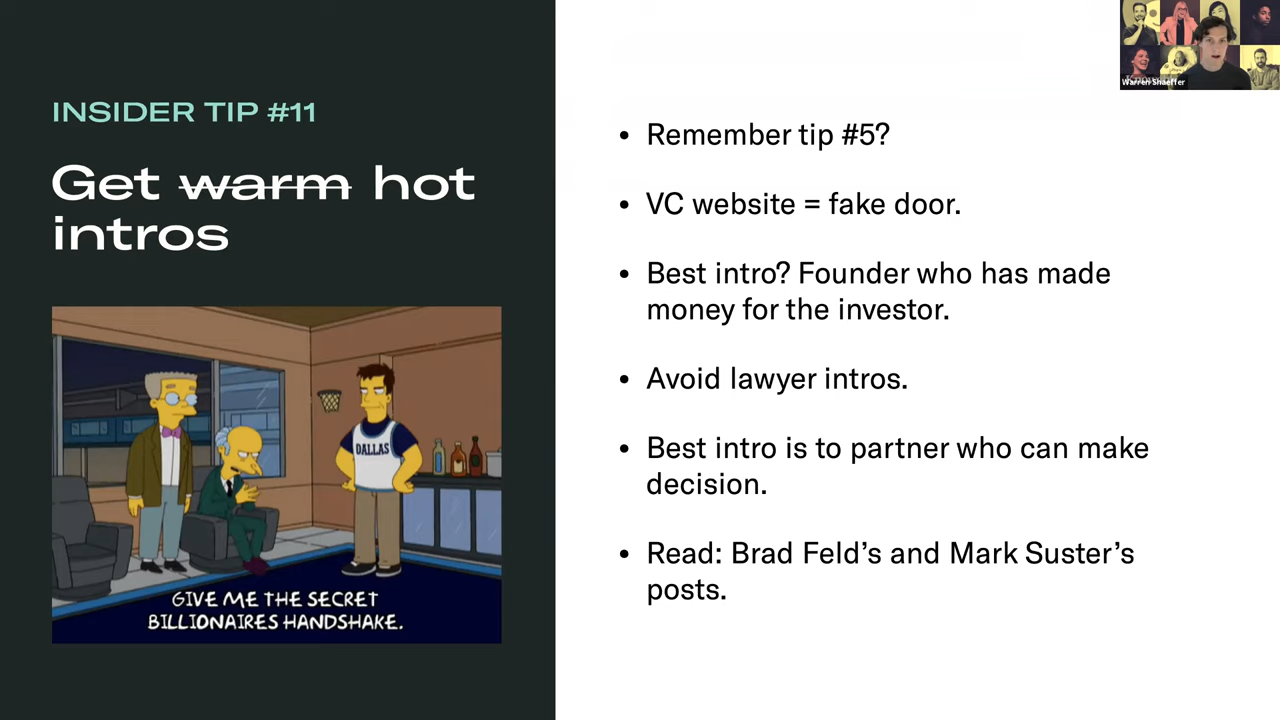 INSIDER TIP #11
Get warm hot
intros
DALLAS
GIVE ME THE SECRET
BILLIONAIRES HANDSHAKE.
• Remember tip #5?
• VC website = fake door.
• Best intro? Founder who has made
money for the investor.
• Avoid lawyer intros.
• Best intro is to partner who can make
decision.
• Read: Brad Feld’s and Mark Suster’s
posts.
Warren Shaeffer